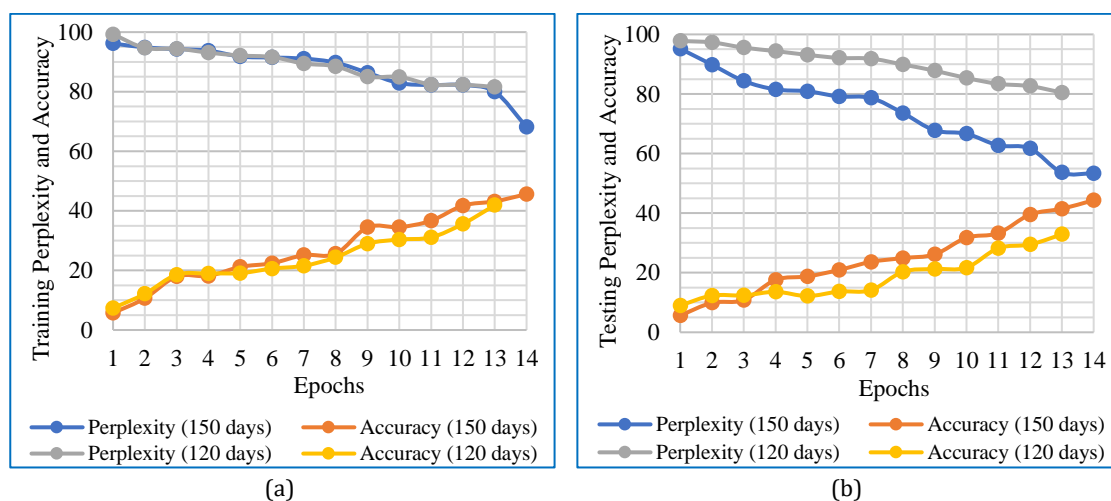 Training Perplexity and Accuracy
100
80
60
40
20
0
1 2 3 4 5 6 7 8 9 10 11 12 13 14
Epochs
Perplexity (150 days) Accuracy (150 days)
Perplexity (120 days) Accuracy (120 days)
(a)
Testing Perplexity and Accuracy
100
80
60
40
20
0
1 2 3 4 5 6 7 8 9 10 11 12 13 14
Epochs
Perplexity (150 days) Accuracy (150 days)
Perplexity (120 days) Accuracy (120 days)
(b)